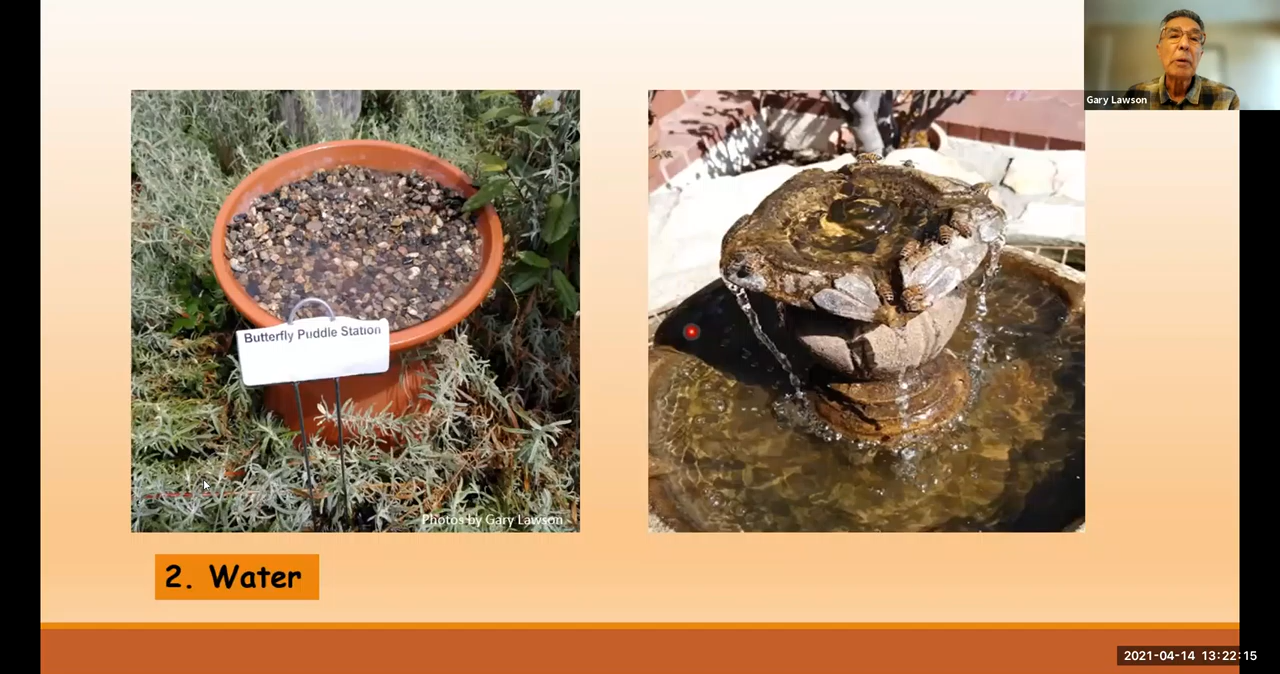 Gary Lawson
Butterfly Puddle Station
Photos by Gary Lawson
2. Water
2021-04-14 13:22:15